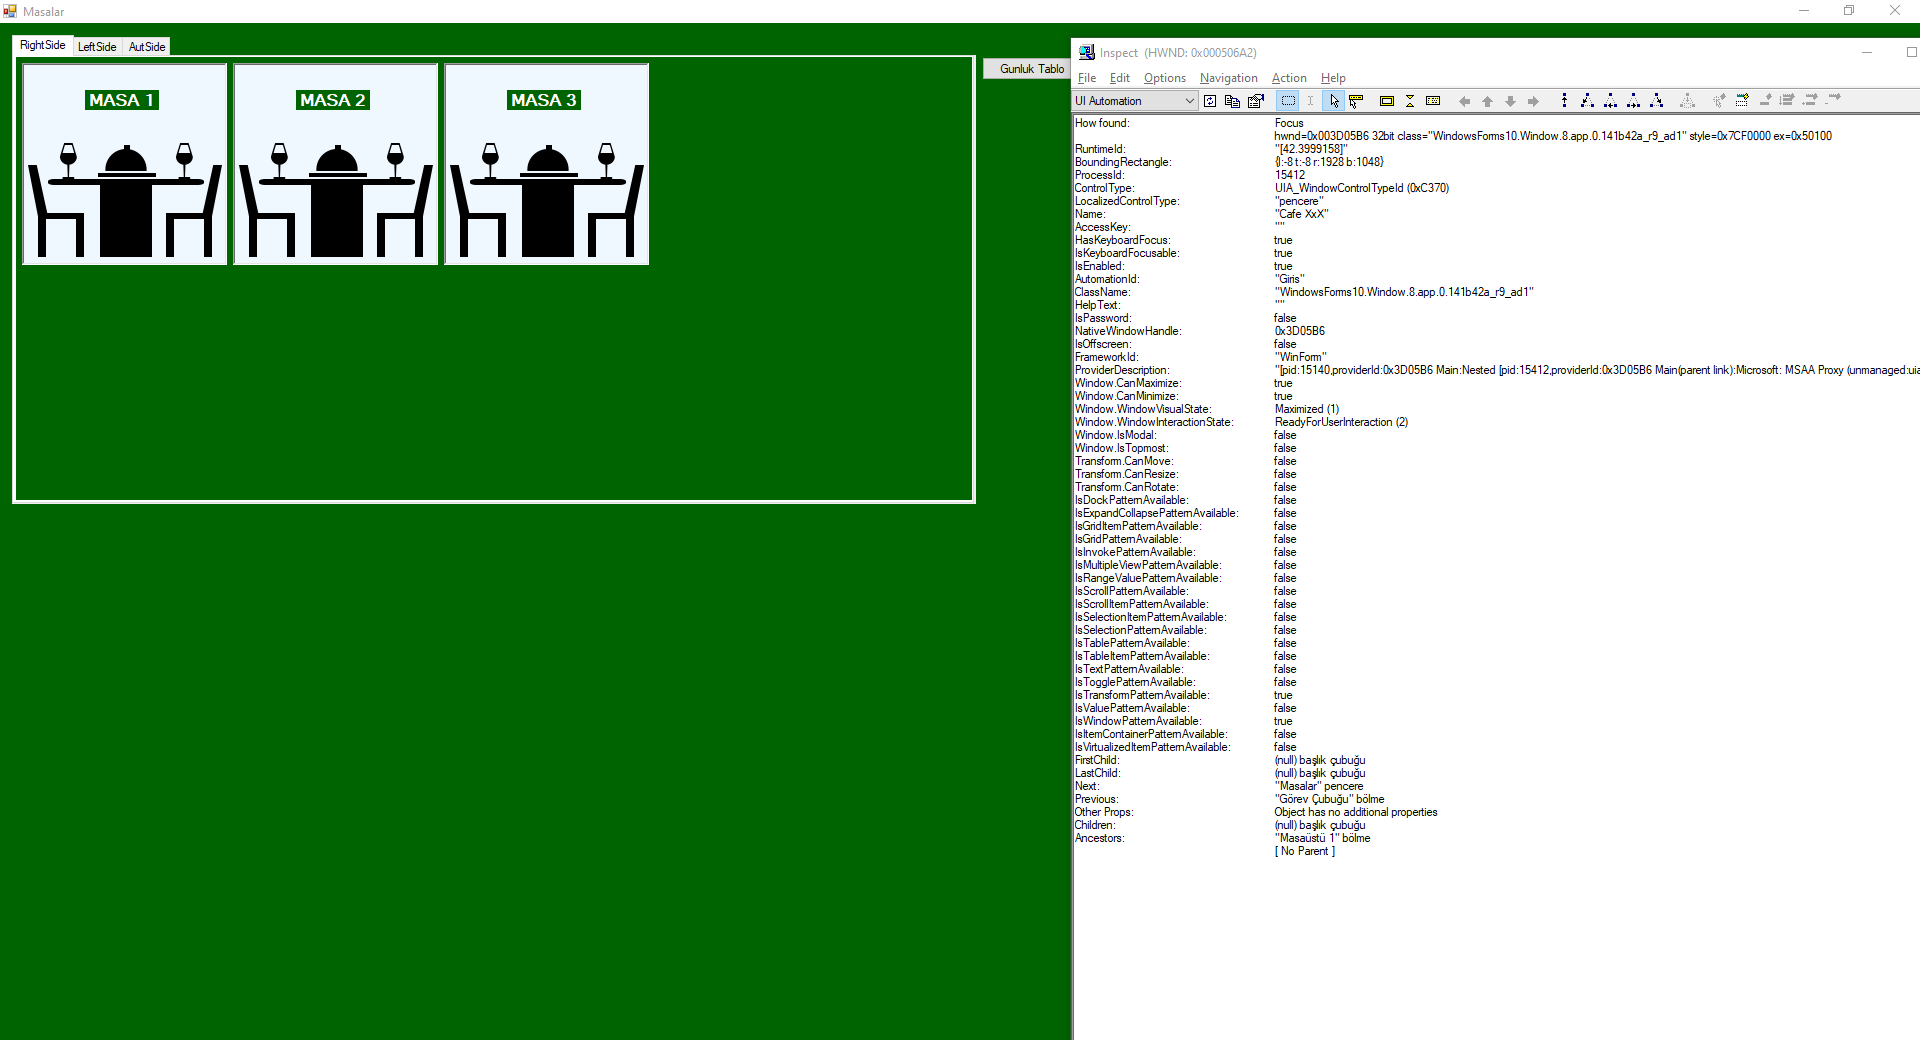 Masalar
RightSide LeftSide AutSide
MASA 1 MASA 2 MASA 3
Gunluk Tablo
Inspect (HWND: 0x000506A2)
File Edit Options Navigation Action Help
UI Automation
How found: Focus
hwnd=0x003D05B6 32bit class="WindowsForms10.Window.8.app.0.141b42a_r9_ad1" style=0x7CF0000 ex=0x50100
RuntimeId: "[42.3999158]"
BoundingRectangle: {l:-8 t:-8 r:1928 b:1048}
ProcessId: 15412
ControlType: UIA_WindowControlTypeId (0xC370)
LocalizedControlType: "pencere"
Name: "Cafe XxX"
AccessKey: ""
HasKeyboardFocus: true
IsKeyboardFocusable: true
IsEnabled: true
AutomationId: "Giris"
ClassName: "WindowsForms10.Window.8.app.0.141b42a_r9_ad1"
HelpText: ""
IsPassword: false
NativeWindowHandle: 0x3D05B6
IsOffscreen: false
FrameworkId: "WinForm"
ProviderDescription: "[pid:15140,providerId:0x3D05B6 Main:Nested [pid:15412,providerId:0x3D05B6 Main(parent link):Microsoft: MSAA Proxy (unmanaged:uia
Window.CanMaximize: true
Window.CanMinimize: true
Window.WindowVisualState: Maximized (1)
Window.WindowInteractionState: ReadyForUserInteraction (2)
Window.IsModal: false
Window.IsTopmost: false
Transform.CanMove: false
Transform.CanResize: false
Transform.CanRotate: false
IsDockPatternAvailable: false
IsExpandCollapsePatternAvailable: false
IsGridItemPatternAvailable: false
IsGridPatternAvailable: false
IsInvokePatternAvailable: false
IsMultipleViewPatternAvailable: false
IsRangeValuePatternAvailable: false
IsScrollPatternAvailable: false
IsScrollItemPatternAvailable: false
IsSelectionItemPatternAvailable: false
IsSelectionPatternAvailable: false
IsTablePatternAvailable: false
IsTableItemPatternAvailable: false
IsTextPatternAvailable: false
IsTogglePatternAvailable: false
IsTransformPatternAvailable: true
IsValuePatternAvailable: false
IsWindowPatternAvailable: true
IsItemContainerPatternAvailable: false
IsVirtualizedItemPatternAvailable: false
FirstChild: (null) başlık çubuğu
LastChild: (null) başlık çubuğu
Next: "Masalar" pencere
Previous: "Görev Çubuğu" bölme
Other Props: Object has no additional properties
Children: (null) başlık çubuğu
Ancestors: "Masaüstü 1" bölme
[ No Parent ]